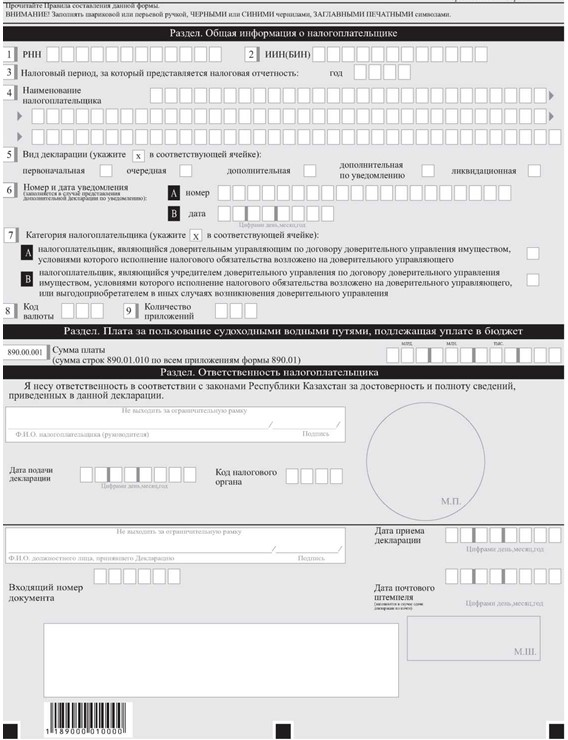 Прочитайте Правила составления данной формы.
ВНИМАНИЕ! Заполнять шариковой или перьевой ручкой, ЧЕРНЫМИ или СИНИМИ чернилами, ЗАГЛАВНЫМИ ПЕЧАТНЫМИ символами.
Раздел. Общая информация о налогоплательщике
1 РНН 2 ИИН(БИН)
3 Налоговый период, за который представляется налоговая отчетность: год
4 Наименование
налогоплательщика
5 Вид декларации (укажите x в соответствующей ячейке):
первоначальная очередная дополнительная дополнительная
по уведомлению ликвидационная
6 Номер и дата уведомления
(заполняется в случае представления
дополнительной декларации по уведомлению):
A номер
B дата
Цифрами день,месяц,год
7 Категория налогоплательщика (укажите x в соответствующей ячейке):
A налогоплательщик, являющийся доверительным управляющим по договору доверительного управления имуществом,
условиями которого исполнение налогового обязательства возложено на доверительного управляющего
B налогоплательщик, являющийся учредителем доверительного управления по договору доверительного управления
имуществом, условиями которого исполнение налогового обязательства возложено на доверительного управляющего,
или выгодоприобретателем в иных случаях возникновения доверительного управления
8 Код
валюты
9 Количество
приложений
Раздел. Плата за пользование судоходными водными путями, подлежащая уплате в бюджет
млрд. млн. тыс.
890.00.001 Сумма платы
(сумма строк 890.01.010 по всем приложениям формы 890.01)
Раздел. Ответственность налогоплательщика
Я несу ответственность в соответствии с законами Республики Казахстан за достоверность и полноту сведений,
приведенных в данной декларации.
Не выходить за ограничительную рамку
/ /
Ф.И.О. налогоплательщика (руководителя) Подпись
Дата подачи
декларации
Цифрами день,месяц,год
Код налогового
органа
М.П.
Не выходить за ограничительную рамку
/ /
Ф.И.О. должностного лица, принявшего Декларацию Подпись
Дата приема
декларации
Цифрами день,месяц,год
Входящий номер
документа
Дата почтового
штемпеля
Цифрами день,месяц,год
М.Ш.
1 189000 010000